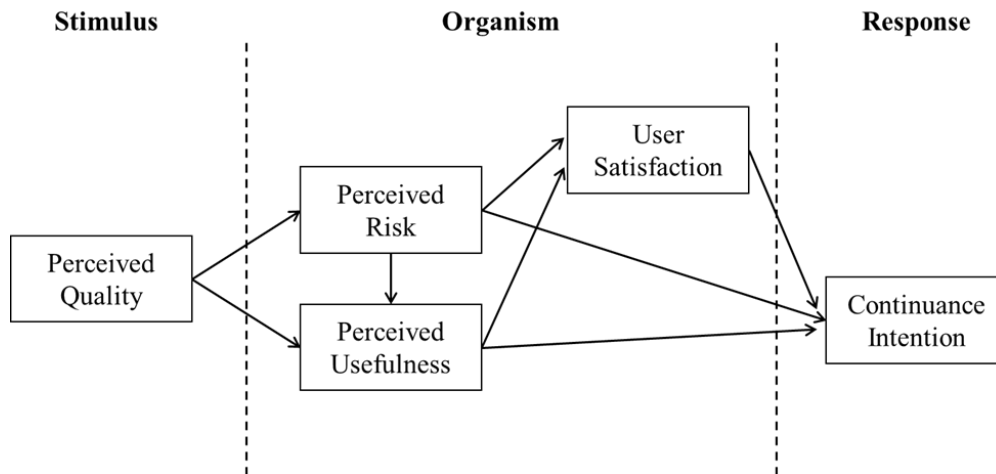 Stimulus
Organism
Response
User
Satisfaction
Perceived
Risk
Perceived
Quality
Perceived
Usefulness
Continuance
Intention